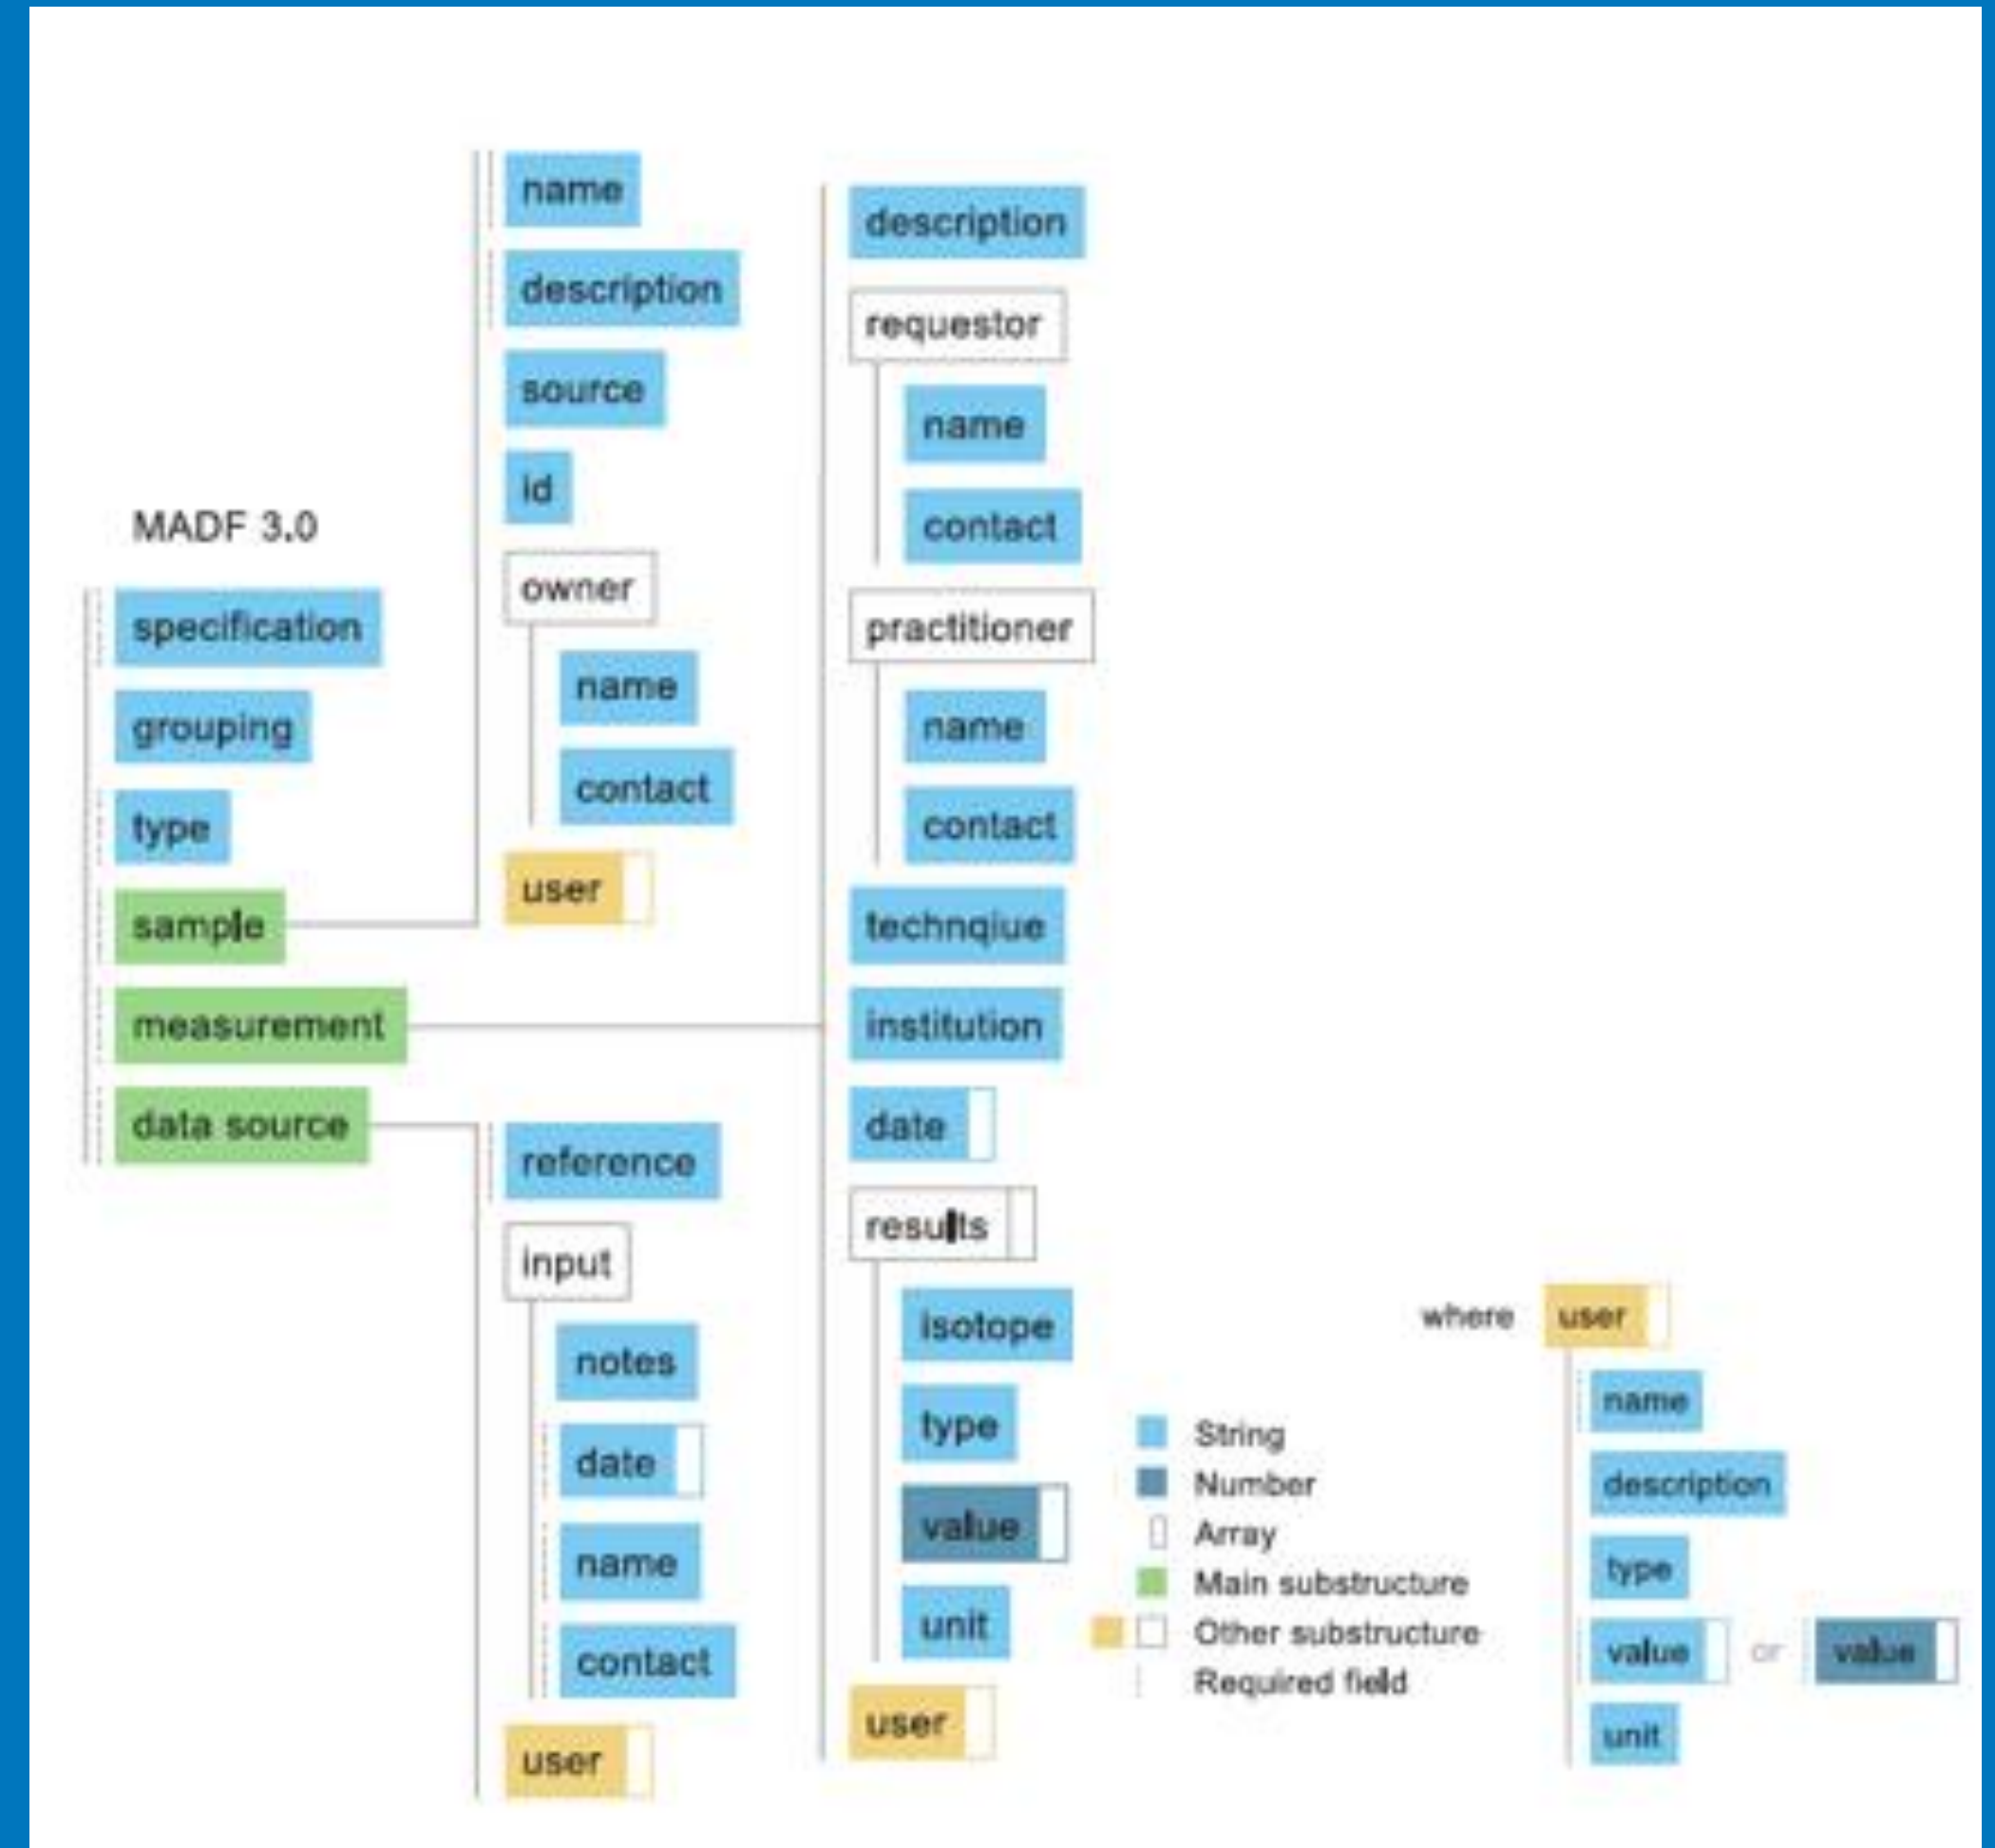 MADF 3.0
specification
grouping
type
sample
measurement
data source
name
description
source
id
owner
name
contact
user
reference
input
notes
date
name
contact
user
description
requestor
name
contact
practitioner
name
contact
technqiue
institution
date
results
isotope
type
value
unit
user
String
Number
Array
Main substructure
Other substructure
Required field
where user
name
description
type
value or value
unit